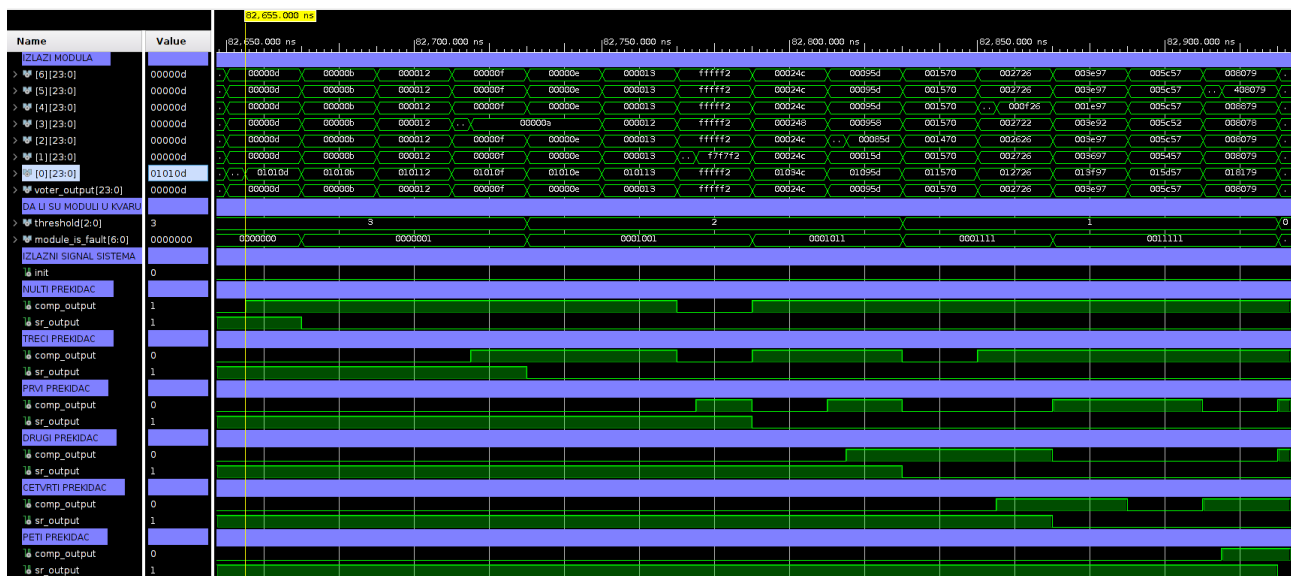 82,655.000 ns
Name Value 82,650.000 ns 82,700.000 ns 82,750.000 ns 82,800.000 ns 82,850.000 ns 82,900.000 ns
IZLAZI MODULA
[6][23:0] 00000d . 00000d 00000b 000012 00000f 00000e 000013 fffff2 00024c 00095d 001570 002726 003e97 005c57 008079 .
[5][23:0] 00000d . 00000d 00000b 000012 00000f 00000e 000013 fffff2 00024c 00095d 001570 002726 003e97 005c57 .. 408079 .
[4][23:0] 00000d . 00000d 00000b 000012 00000f 00000e 000013 fffff2 00024c 00095d 001570 .. 000f26 001e97 005c57 008879 .
[3][23:0] 00000d . 00000d 00000b 000012 .. 00000a 000012 fffff2 000248 000958 001570 002722 003e92 005c52 008078 .
[2][23:0] 00000d . 00000d 00000b 000012 00000f 00000e 000013 fffff2 00024c .. 00085d 001470 002626 003e97 005c57 008079 .
[1][23:0] 00000d . 00000d 00000b 000012 00000f 00000e 000013 .. f7f7f2 00024c 00015d 001570 002726 003697 005457 008079 .
[0][23:0] 01010d . .. 01010d 01010b 010112 01010f 01010e 010113 fffff2 01034c 01095d 011570 012726 013f97 015d57 018179 .
voter_output[23:0] 00000d . 00000d 00000b 000012 00000f 00000e 000013 fffff2 00024c 00095d 001570 002726 003e97 005c57 008079 .
DA LI SU MODULI U KVARU
threshold[2:0] 3 3 2 1 0
module_is_fault[6:0] 0000000 0000000 0000001 0001001 0001011 0001111 0011111 .
IZLAZNI SIGNAL SISTEMA
init 0
NULTI PREKIDAC
comp_output 1
sr_output 1
TRECI PREKIDAC
comp_output 0
sr_output 1
PRVI PREKIDAC
comp_output 0
sr_output 1
DRUGI PREKIDAC
comp_output 0
sr_output 1
CETVRTI PREKIDAC
comp_output 0
sr_output 1
PETI PREKIDAC
comp_output 0
sr_output 1